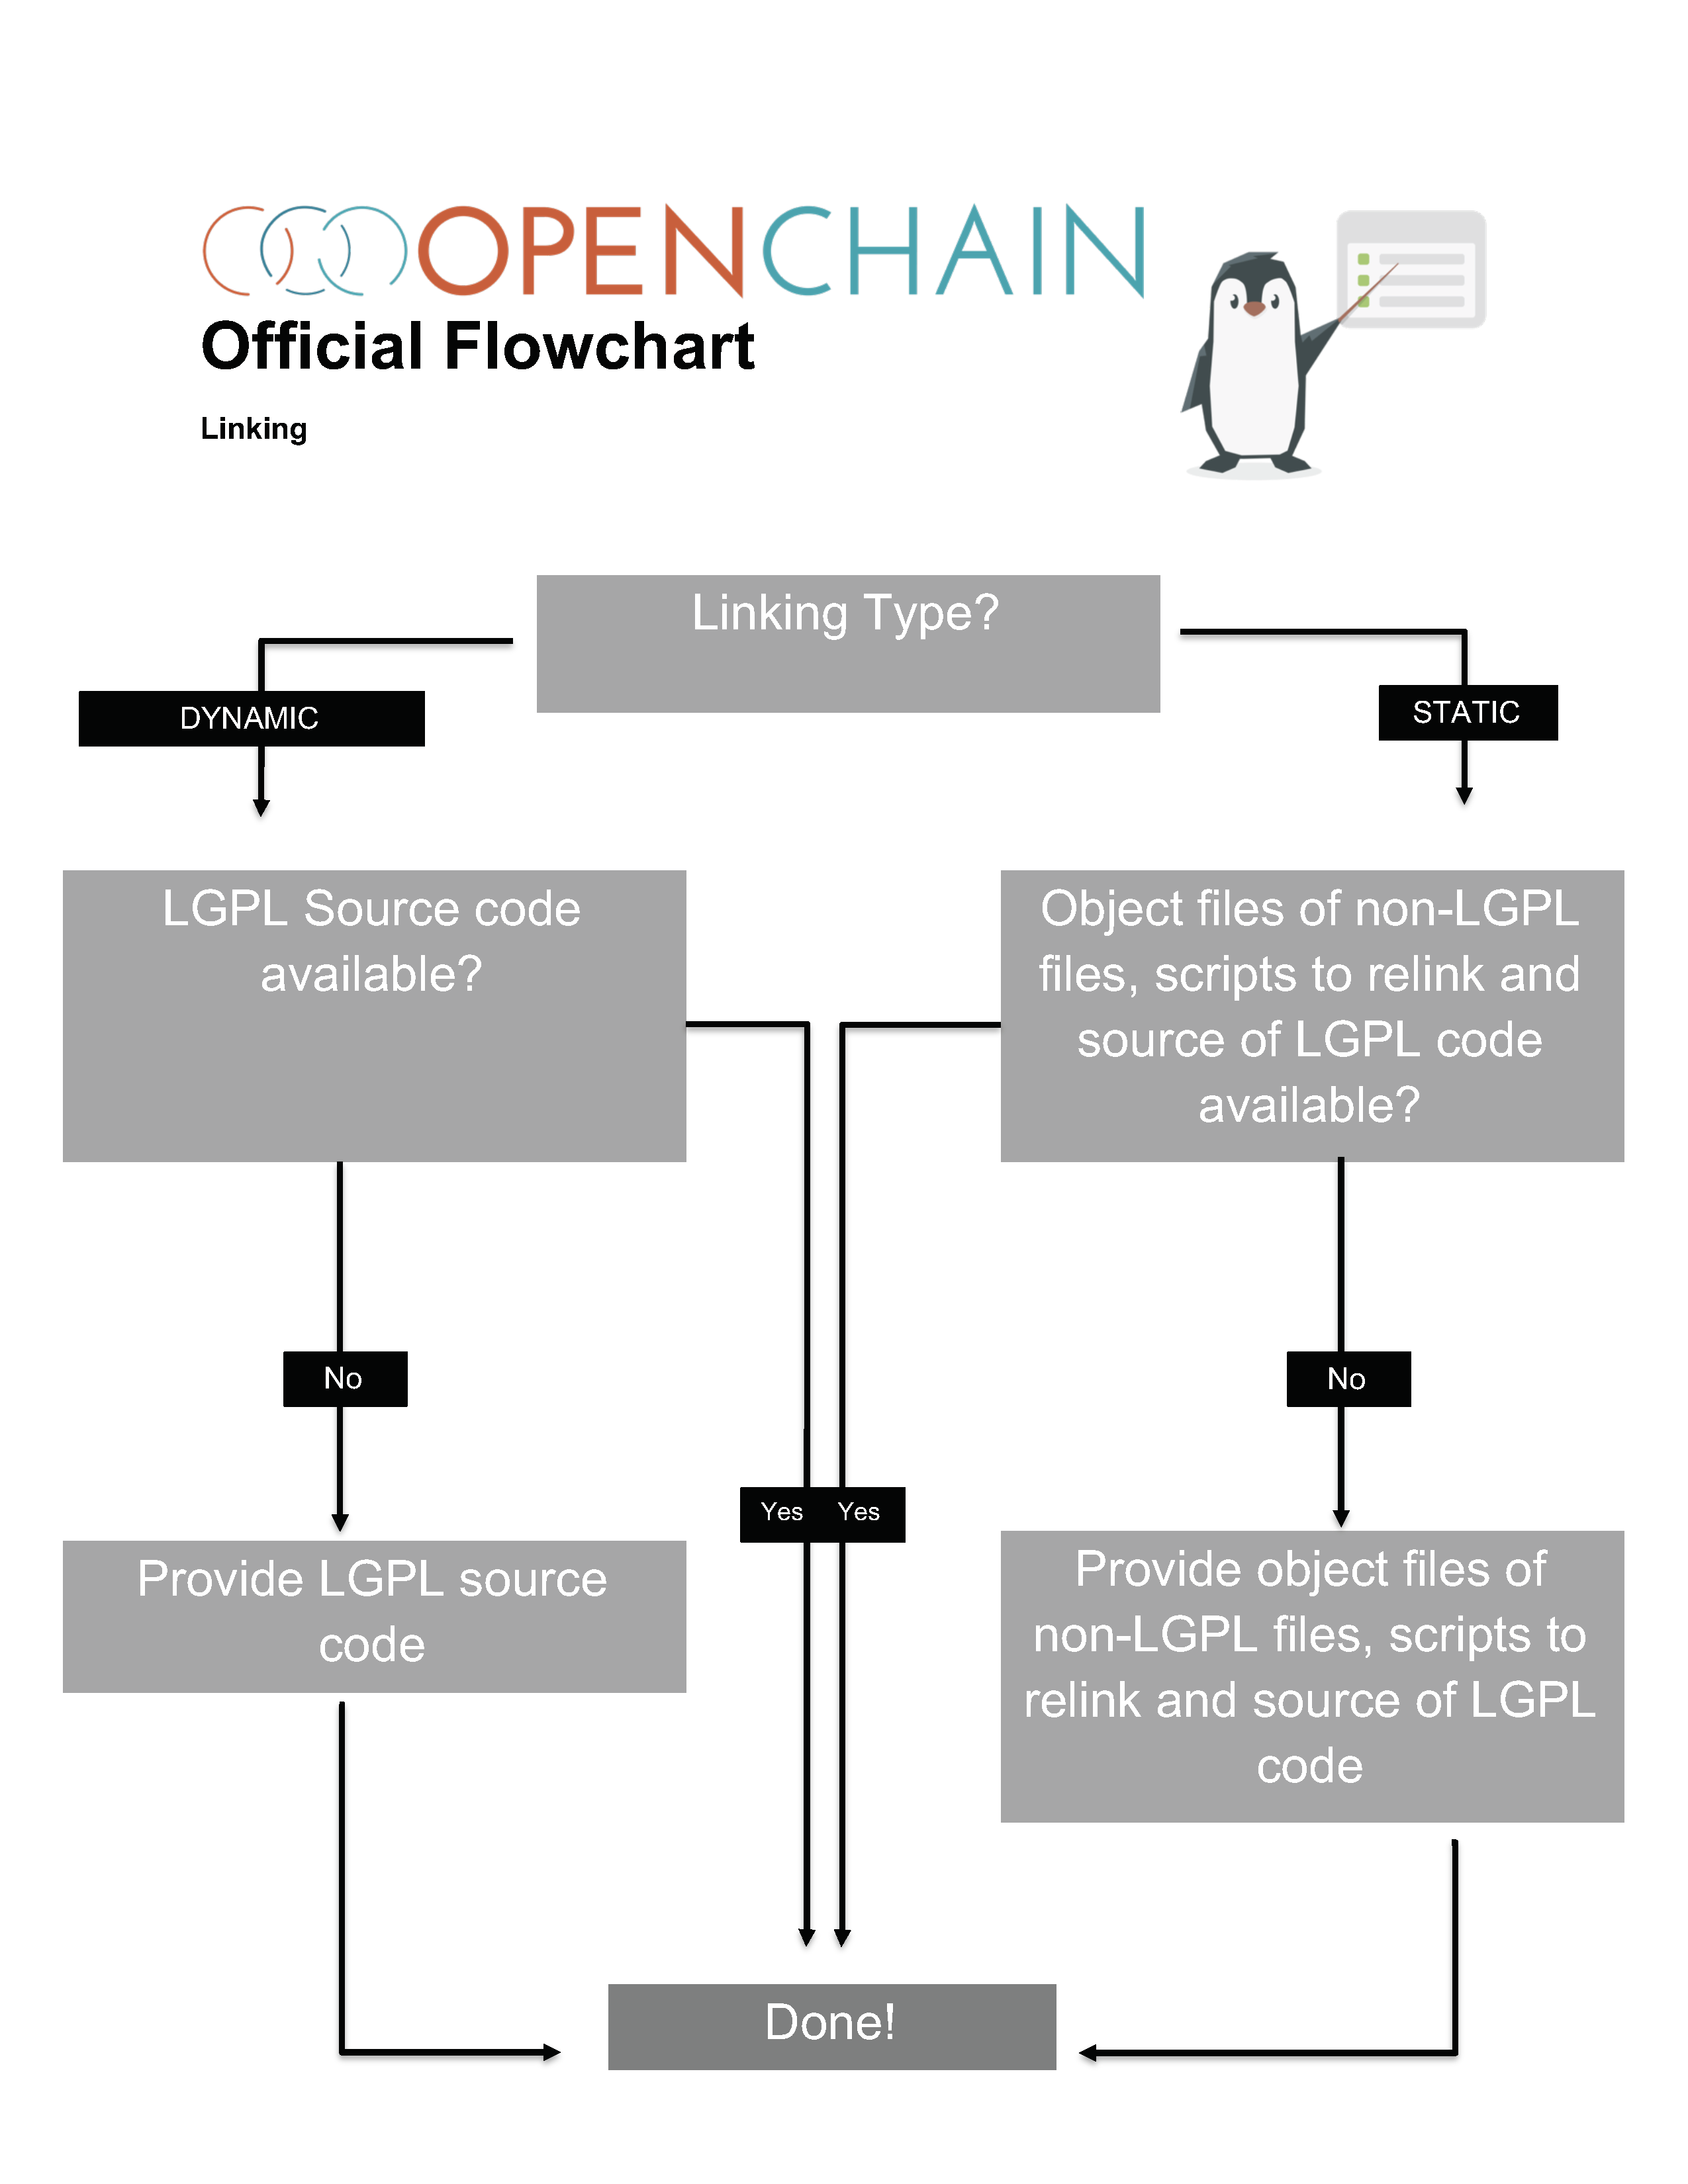 OPENCHAIN
Official Flowchart
Linking
Linking Type?
DYNAMIC
STATIC
LGPL Source code
available?
Object files of non-LGPL
files, scripts to relink and
source of LGPL code
available?
No
No
Yes
Yes
Provide LGPL source
code
Provide object files of
non-LGPL files, scripts to
relink and source of LGPL
code
Done!